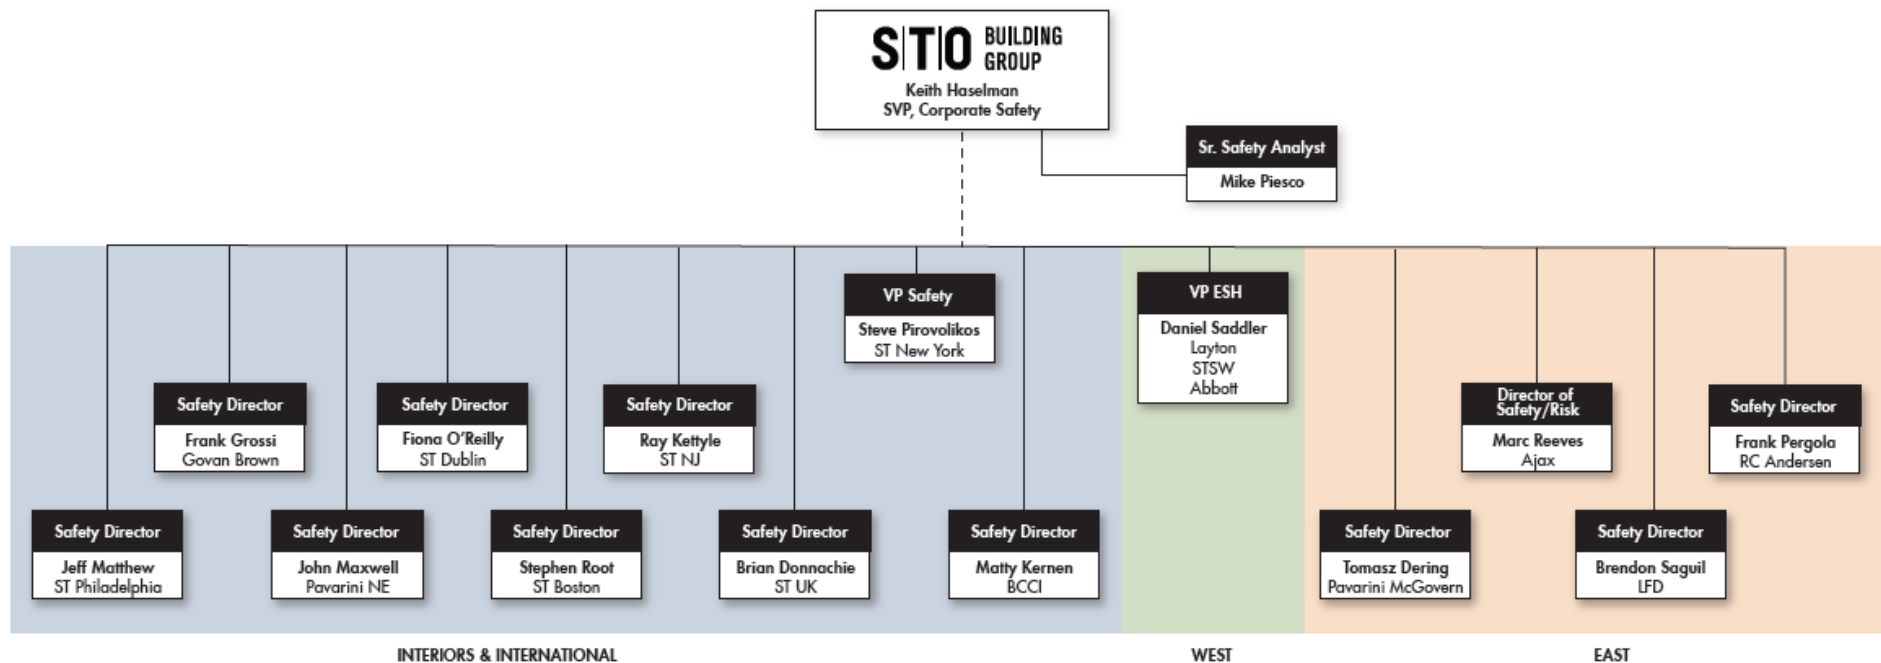 S|T|O BUILDING
GROUP
Keith Haselman
SVP, Corporate Safety
Sr. Safety Analyst
Mike Piesco
VP Safety
Steve Pirovolikos
ST New York
VP ESH
Daniel Saddler
Layton
STSW
Abbott
Safety Director
Frank Grossi
Govan Brown
Safety Director
Fiona O'Reilly
ST Dublin
Safety Director
Ray Kettyle
ST NJ
Director of
Safety/Risk
Marc Reeves
Ajax
Safety Director
Frank Pergola
RC Andersen
Safety Director
Jeff Matthew
ST Philadelphia
Safety Director
John Maxwell
Pavarini NE
Safety Director
Stephen Root
ST Boston
Safety Director
Brian Donnachie
ST UK
Safety Director
Matty Kernen
BCCI
Safety Director
Tomasz Dering
Pavarini McGovern
Safety Director
Brendon Saguil
LFD
INTERIORS & INTERNATIONAL
WEST
EAST